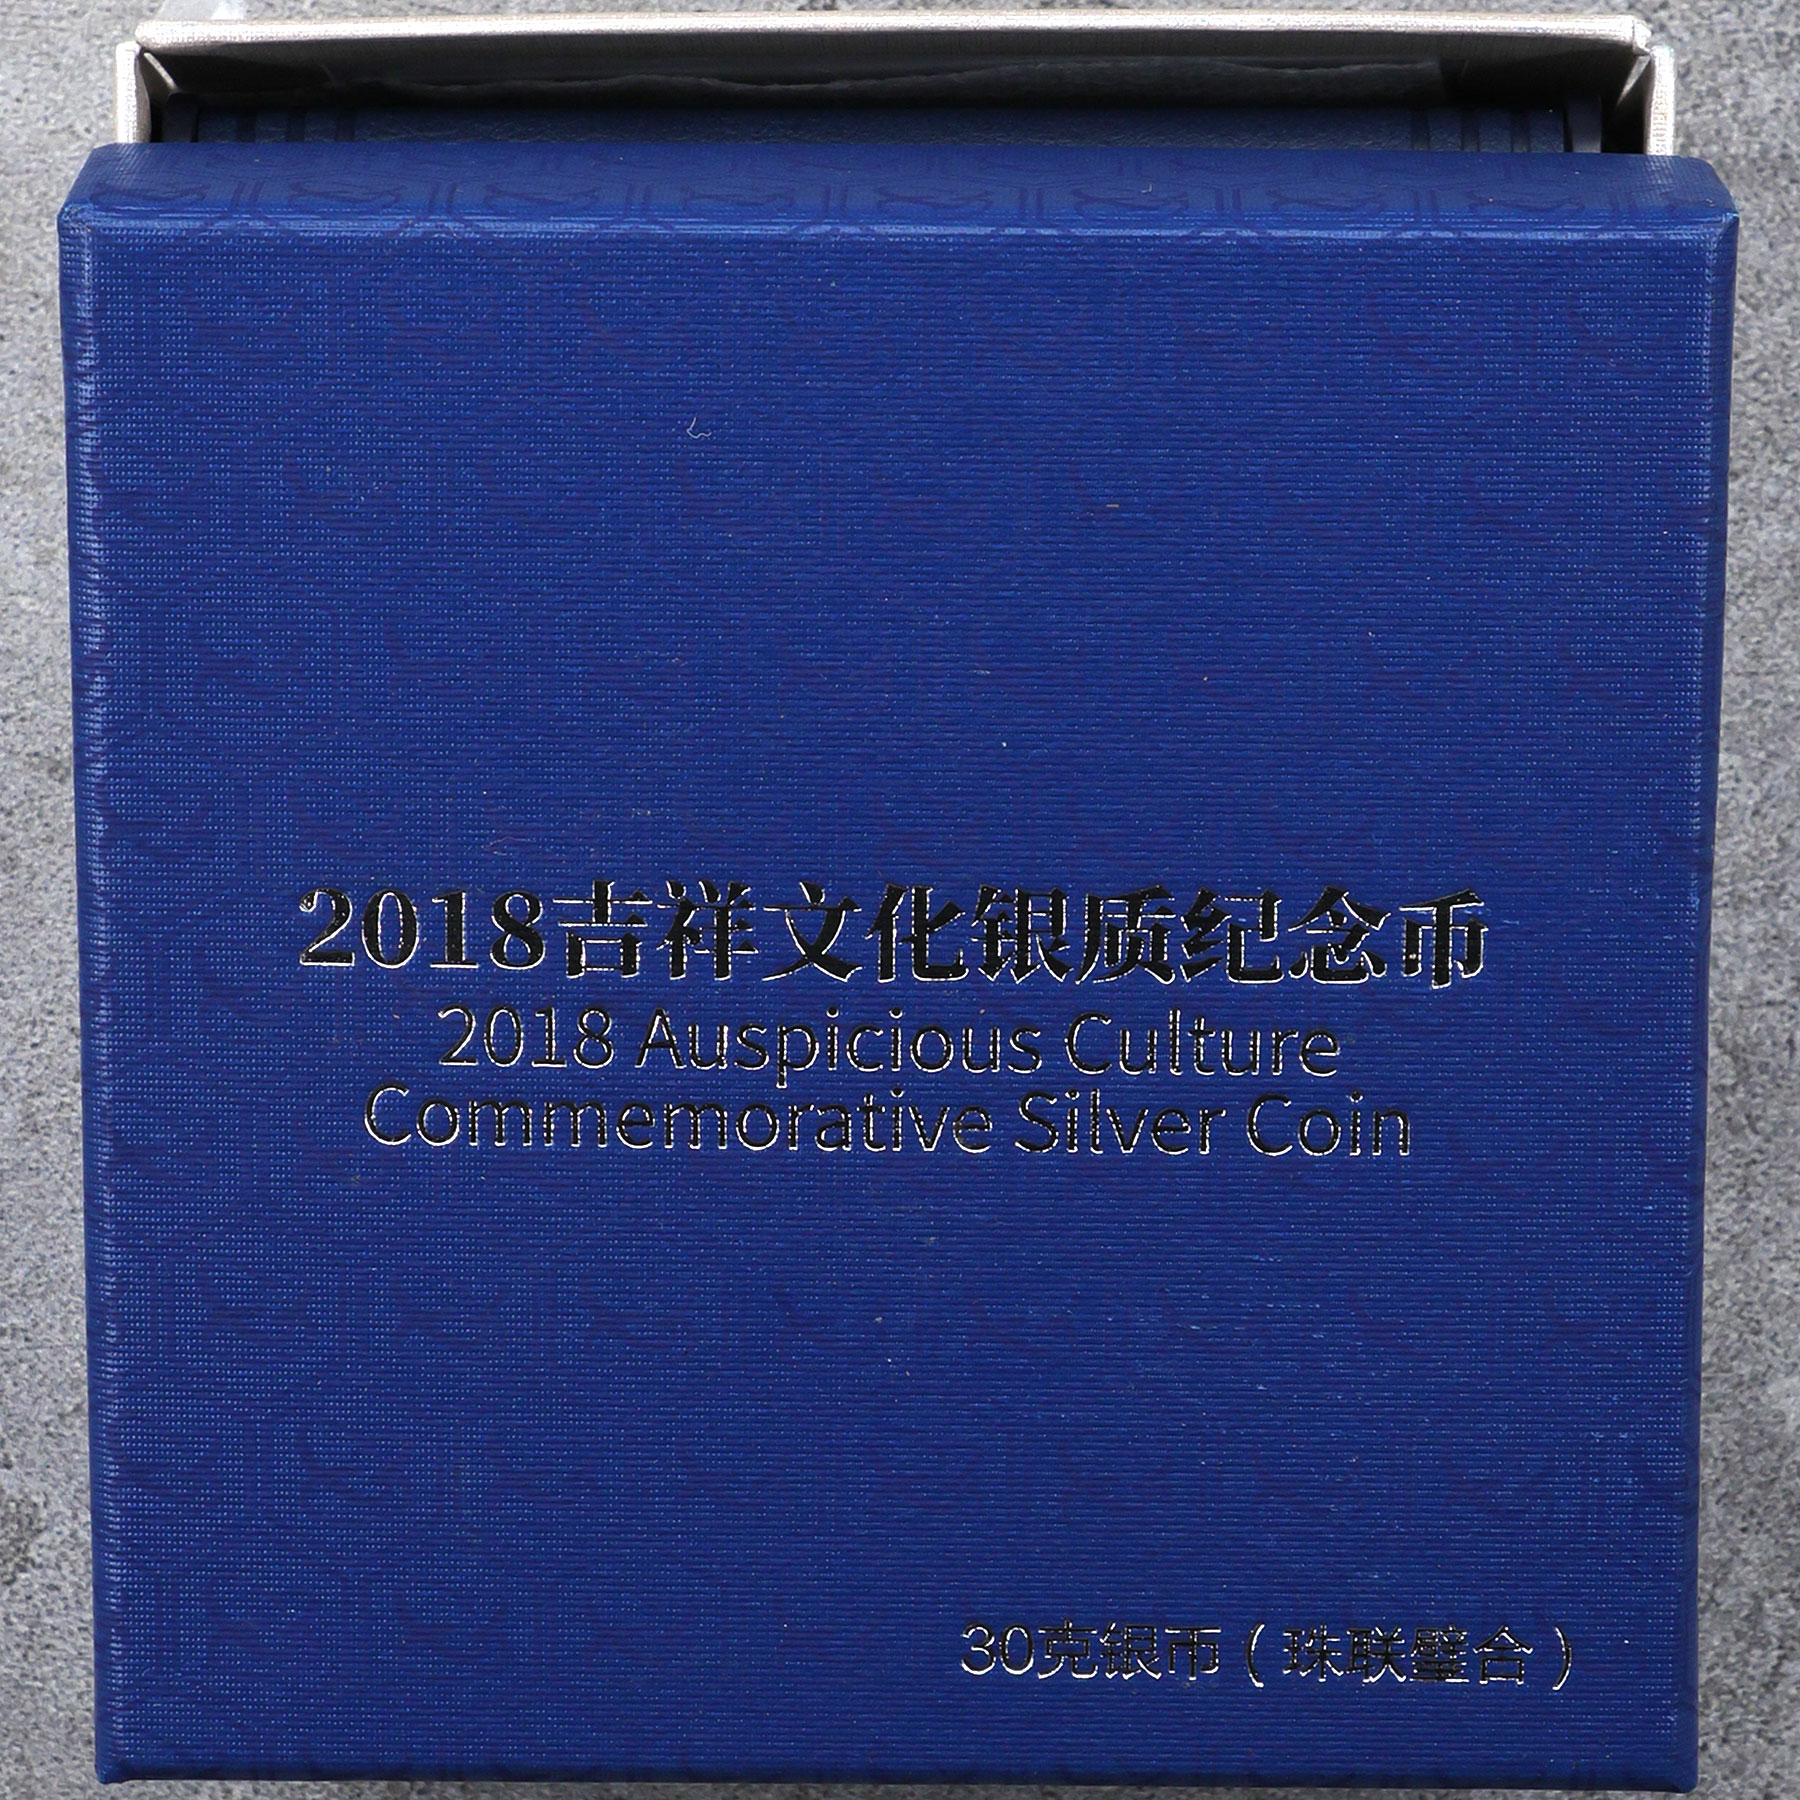 2018吉祥文化银质纪念币
2018 Auspicious Culture
Commemorative Silver Coin
30克银币（珠联璧合）